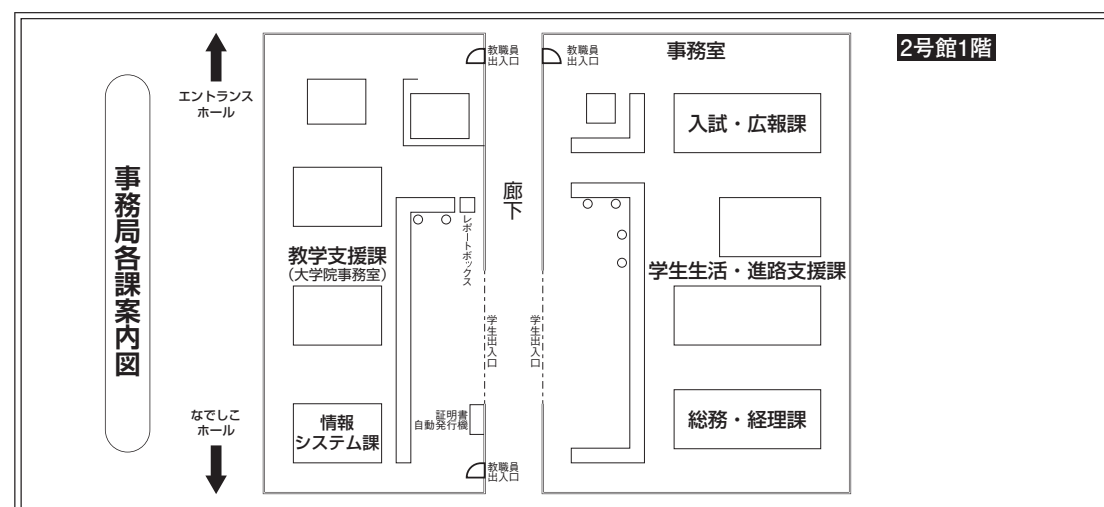 事務局各課案内図
エントランス
ホール
なでしこ
ホール
教職員
出入口
教職員
出入口
事務室
2号館1階
入試・広報課
廊下
レポートボックス
教学支援課
(大学院事務室)
学生生活・進路支援課
学生出入口
学生出入口
証明書
自動発行機
情報
システム課
総務・経理課
教職員
出入口